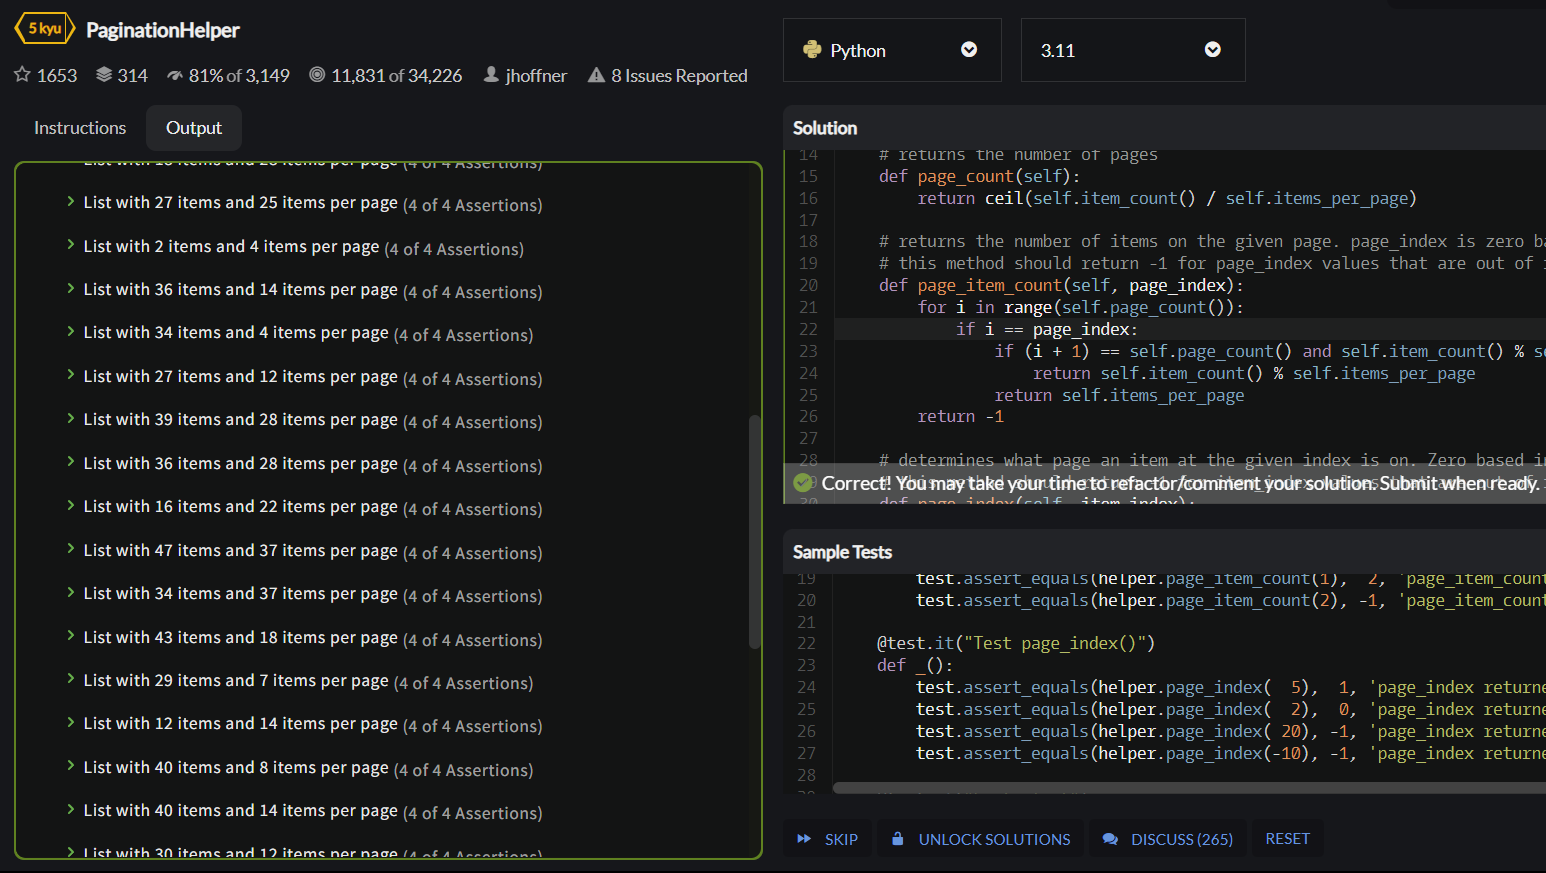 5 kyu PaginationHelper
1653 314 81% of 3,149 11,831 of 34,226 jhoffner 8 Issues Reported
Instructions Output
List with 27 items and 25 items per page (4 of 4 Assertions)
List with 2 items and 4 items per page (4 of 4 Assertions)
List with 36 items and 14 items per page (4 of 4 Assertions)
List with 34 items and 4 items per page (4 of 4 Assertions)
List with 27 items and 12 items per page (4 of 4 Assertions)
List with 39 items and 28 items per page (4 of 4 Assertions)
List with 36 items and 28 items per page (4 of 4 Assertions)
List with 16 items and 22 items per page (4 of 4 Assertions)
List with 47 items and 37 items per page (4 of 4 Assertions)
List with 34 items and 37 items per page (4 of 4 Assertions)
List with 43 items and 18 items per page (4 of 4 Assertions)
List with 29 items and 7 items per page (4 of 4 Assertions)
List with 12 items and 14 items per page (4 of 4 Assertions)
List with 40 items and 8 items per page (4 of 4 Assertions)
List with 40 items and 14 items per page (4 of 4 Assertions)
List with 30 items and 12 items per page (4 of 4 Assertions)
Python 3.11
Solution
14 # returns the number of pages
15 def page_count(self):
16 return ceil(self.item_count() / self.items_per_page)
17
18 # returns the number of items on the given page. page_index is zero ba
19 # this method should return -1 for page_index values that are out of
20 def page_item_count(self, page_index):
21 for i in range(self.page_count()):
22 if i == page_index:
23 if (i + 1) == self.page_count() and self.item_count() % se
24 return self.item_count() % self.items_per_page
25 return self.items_per_page
26 return -1
27
28 # determines what page an item at the given index is on. Zero based in
Correct! You may take your time to refactor/comment your solution. Submit when ready.
def page_index(self, item_index):
Sample Tests
19 test.assert_equals(helper.page_item_count(1), 2, 'page_item_count
20 test.assert_equals(helper.page_item_count(2), -1, 'page_item_count
21
22 @test.it("Test page_index()")
23 def _():
24 test.assert_equals(helper.page_index( 5), 1, 'page_index returne
25 test.assert_equals(helper.page_index( 2), 0, 'page_index returne
26 test.assert_equals(helper.page_index( 20), -1, 'page_index returne
27 test.assert_equals(helper.page_index(-10), -1, 'page_index returne
28
SKIP UNLOCK SOLUTIONS DISCUSS (265) RESET